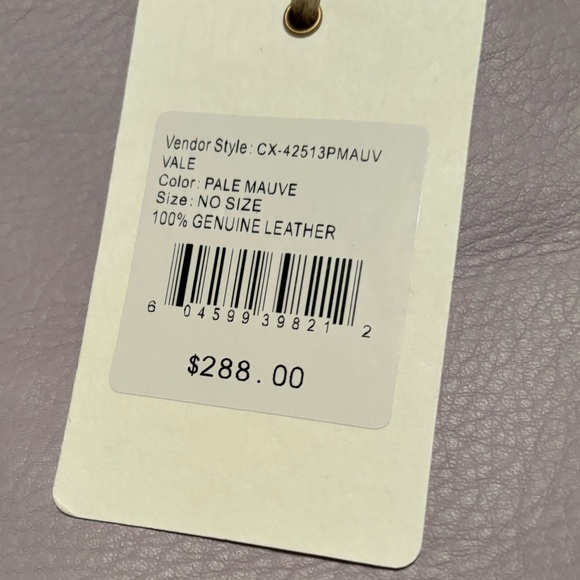 Vendor Style: CX-42513PMAUV
VALE
Color: PALE MAUVE
Size: NO SIZE
100% GENUINE LEATHER
6 04599 39821 2
$288.00